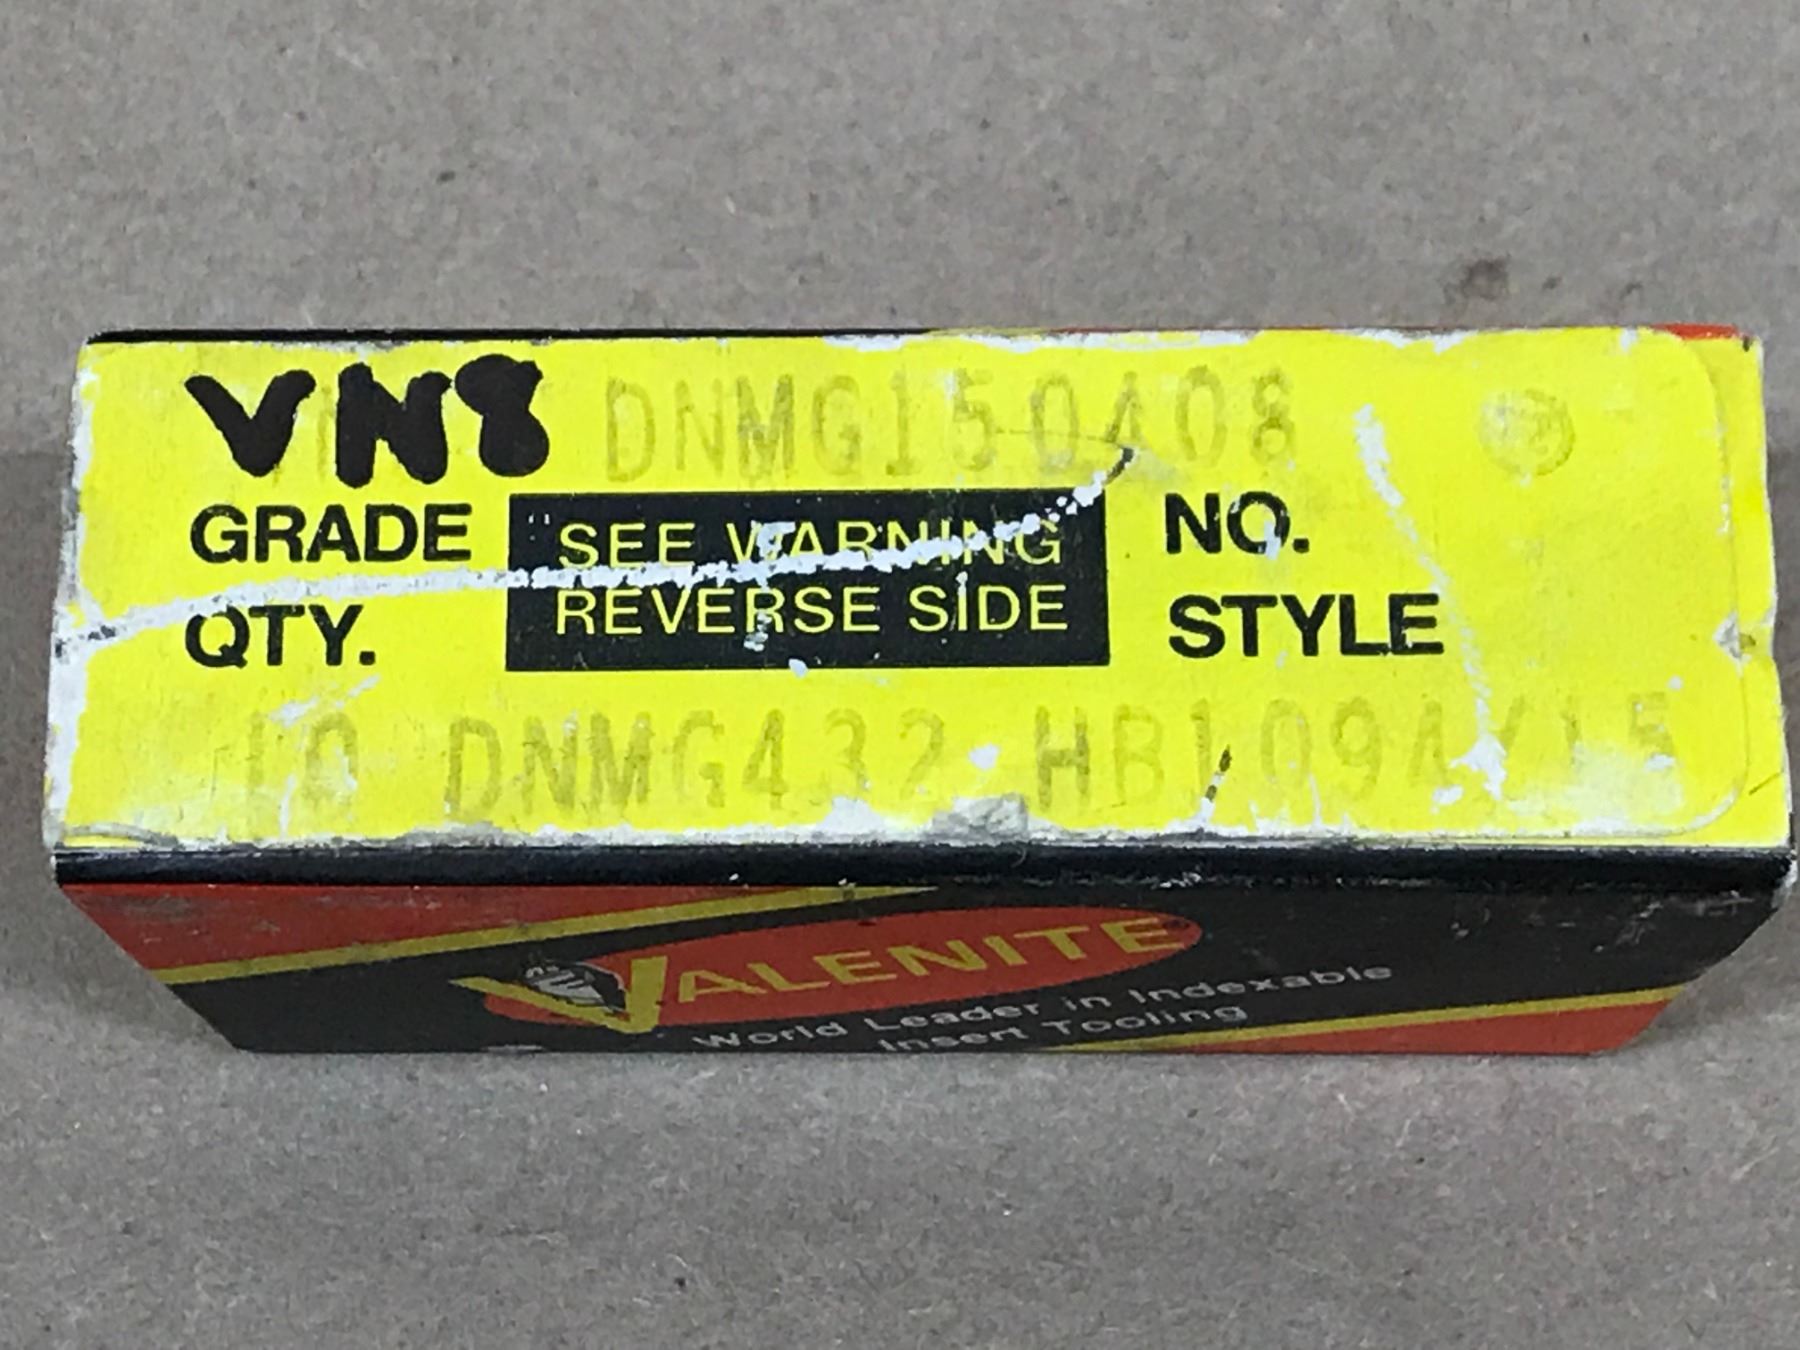 VN8 DNMG150408
GRADE SEE WARNING NO.
QTY. REVERSE SIDE STYLE
10 DNMG432 HB1094/15
VALENITE
World Leader in Indexable
Insert Tooling